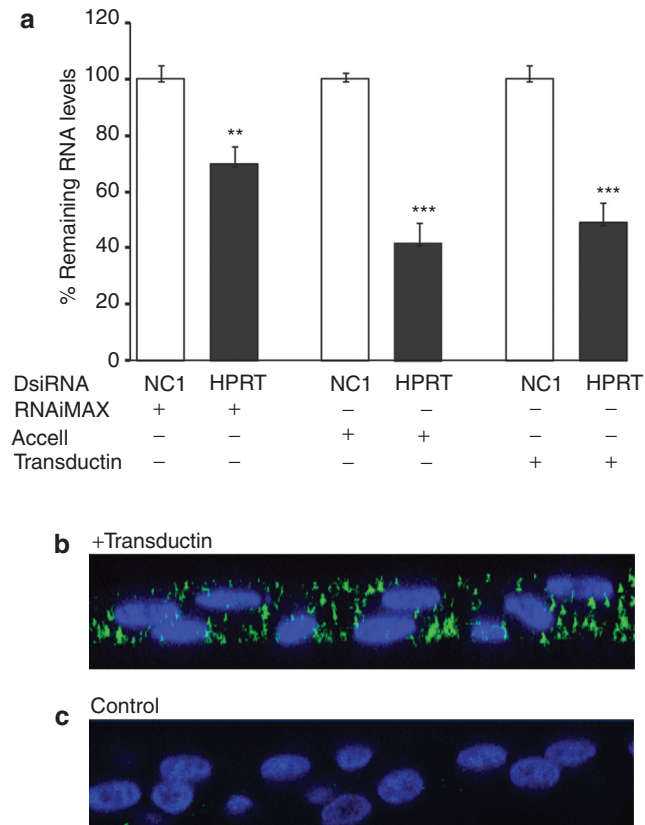 a
120
100
80
60
40
20
0
% Remaining RNA levels
**
***
***
DsiRNA NC1 HPRT NC1 HPRT NC1 HPRT
RNAiMAX + + – – – –
Accell – – + + – –
Transductin – – – – + +
b +Transductin
c Control